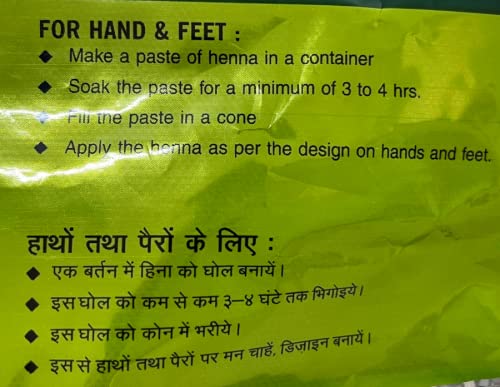 FOR HAND & FEET :
◆ Make a paste of henna in a container
◆ Soak the paste for a minimum of 3 to 4 hrs.
◆ Fill the paste in a cone
◆ Apply the henna as per the design on hands and feet.
हाथों तथा पैरों के लिए :
◆ एक बर्तन में हिना को घोल बनायें।
◆ इस घोल को कम से कम ३–४ घंटे तक भिगोइये।
◆ इस घोल को कोन में भरीये।
◆ इस से हाथों तथा पैरों पर मन चाहें, डिज़ाइन बनायें।